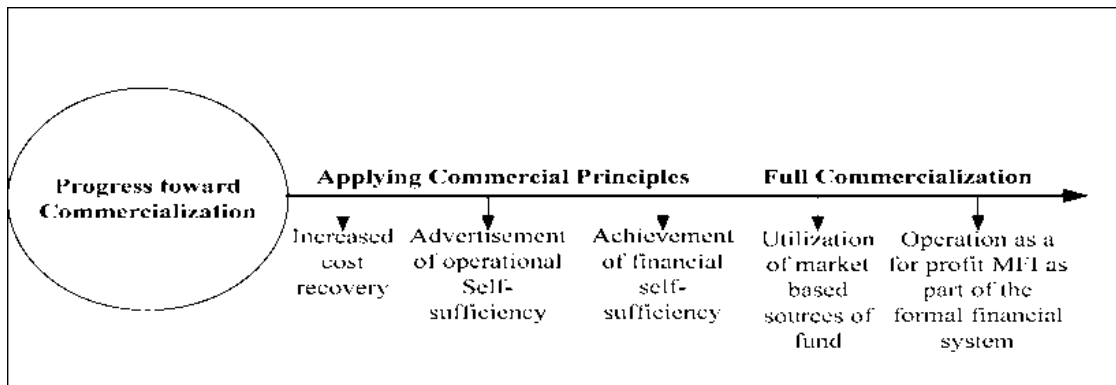 Progress toward
Commercialization
Applying Commercial Principles
Full Commercialization
Increased
cost
recovery
Advertisement
of operational
Self-
sufficiency
Achievement
of financial
self-
sufficiency
Utilization
of market
based
sources of
fund
Operation as a
for profit MFI as
part of the
formal financial
system